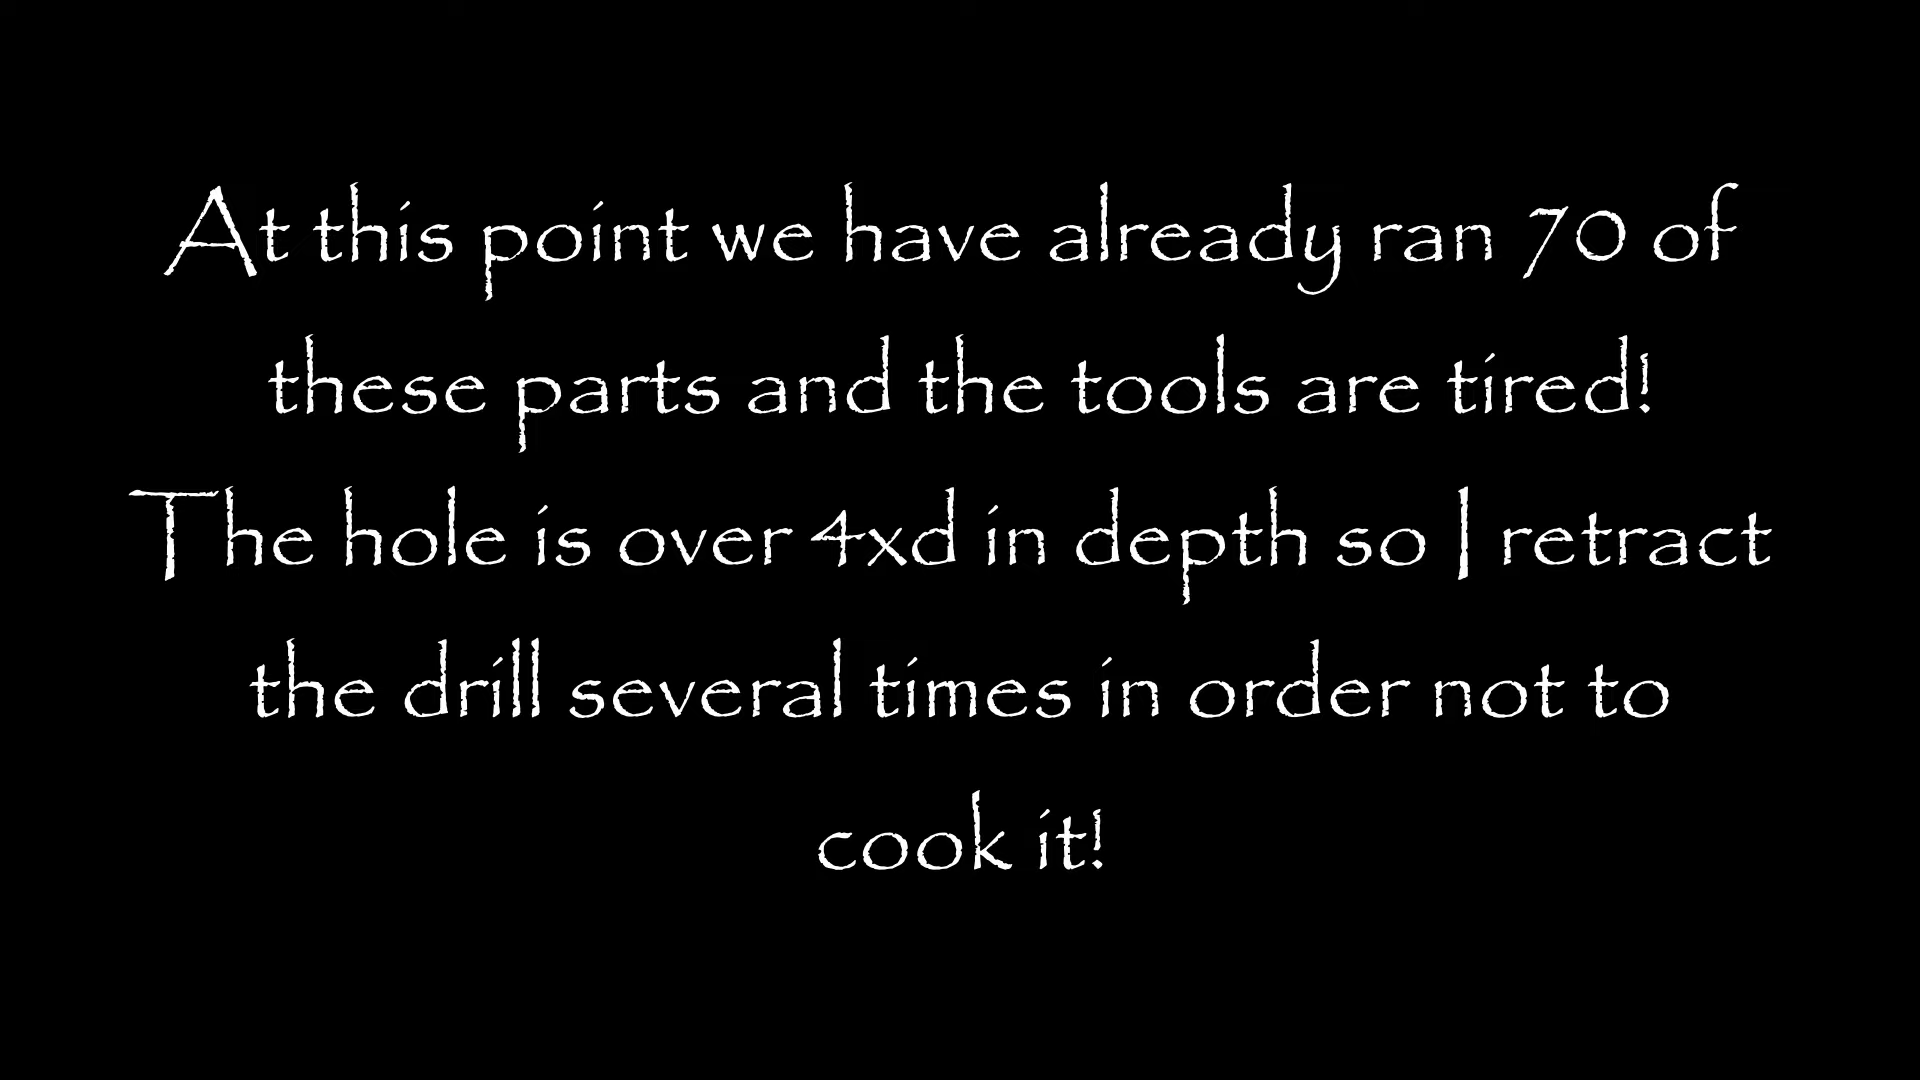 At this point we have already ran 70 of
these parts and the tools are tired!
The hole is over 4xd in depth so I retract
the drill several times in order not to
cook it!